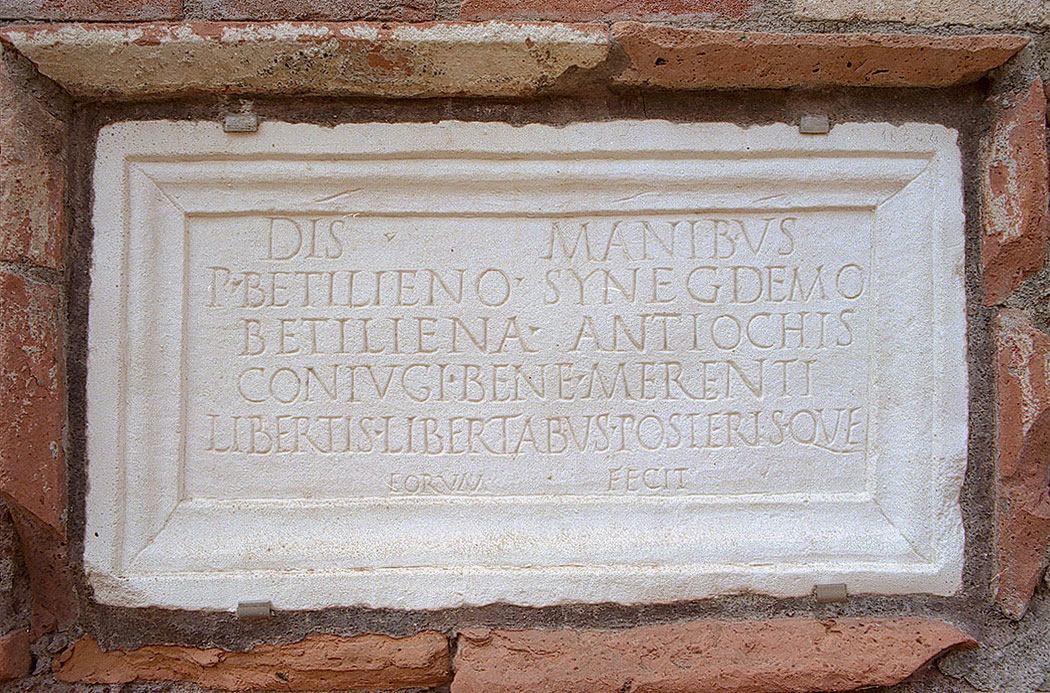 DIS · MANIBVS
P·BETILIENO·SYNEGDEMO
BETILIENA·ANTIOCHIS
CONIVGI·BENE·MERENTI
LIBERTIS·LIBERTABVS·POSTERISQVE
EORVM FECIT